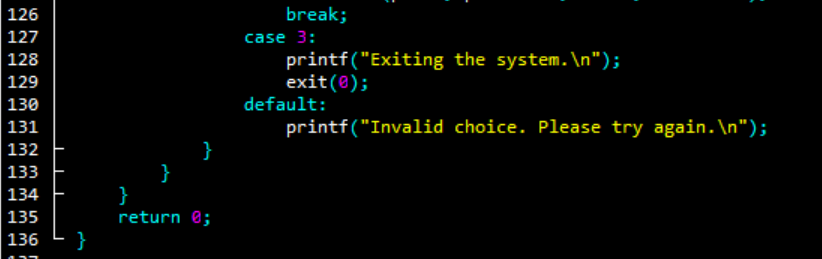 126 break;
127 case 3:
128 printf("Exiting the system.\n");
129 exit(0);
130 default:
131 printf("Invalid choice. Please try again.\n");
132 }
133 }
134 }
135 return 0;
136 }